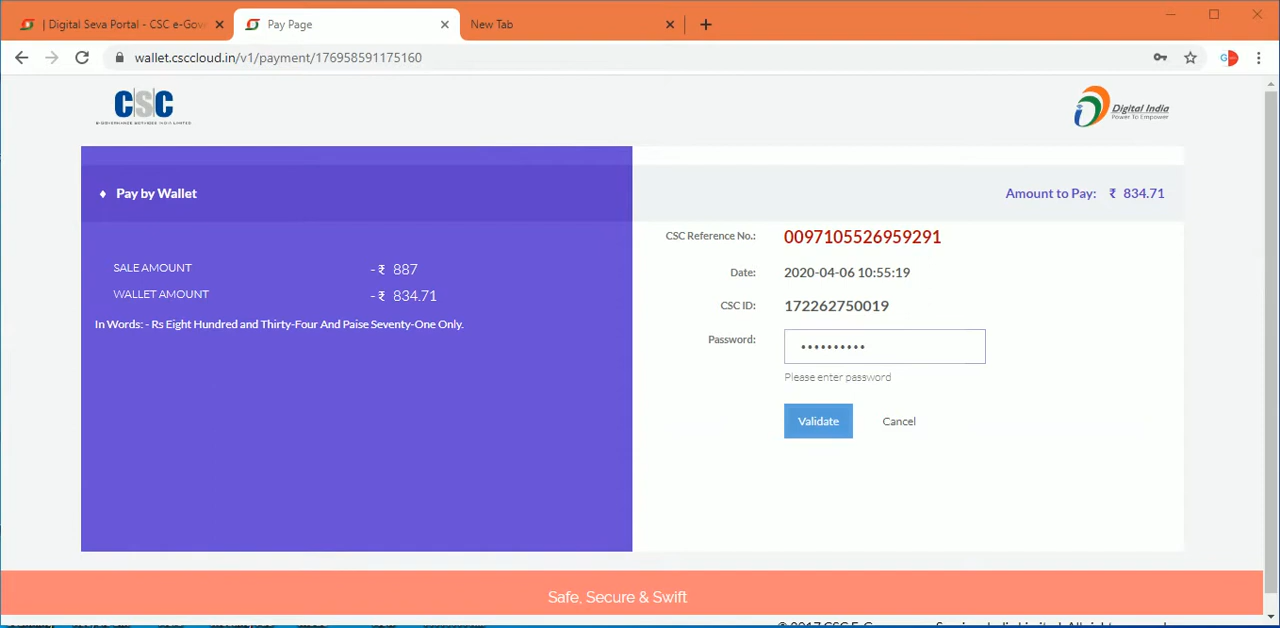 | Digital Seva Portal - CSC e-Gov
Pay Page
New Tab
wallet.csccloud.in/v1/payment/176958591175160
CSC
Digital India
Power To Empower
Pay by Wallet
Amount to Pay: ₹ 834.71
CSC Reference No.: 0097105526959291
SALE AMOUNT - ₹ 887
Date: 2020-04-06 10:55:19
WALLET AMOUNT - ₹ 834.71
CSC ID: 172262750019
In Words: - Rs Eight Hundred and Thirty-Four And Paise Seventy-One Only.
Password: ••••••••••
Please enter password
Validate Cancel
Safe, Secure & Swift